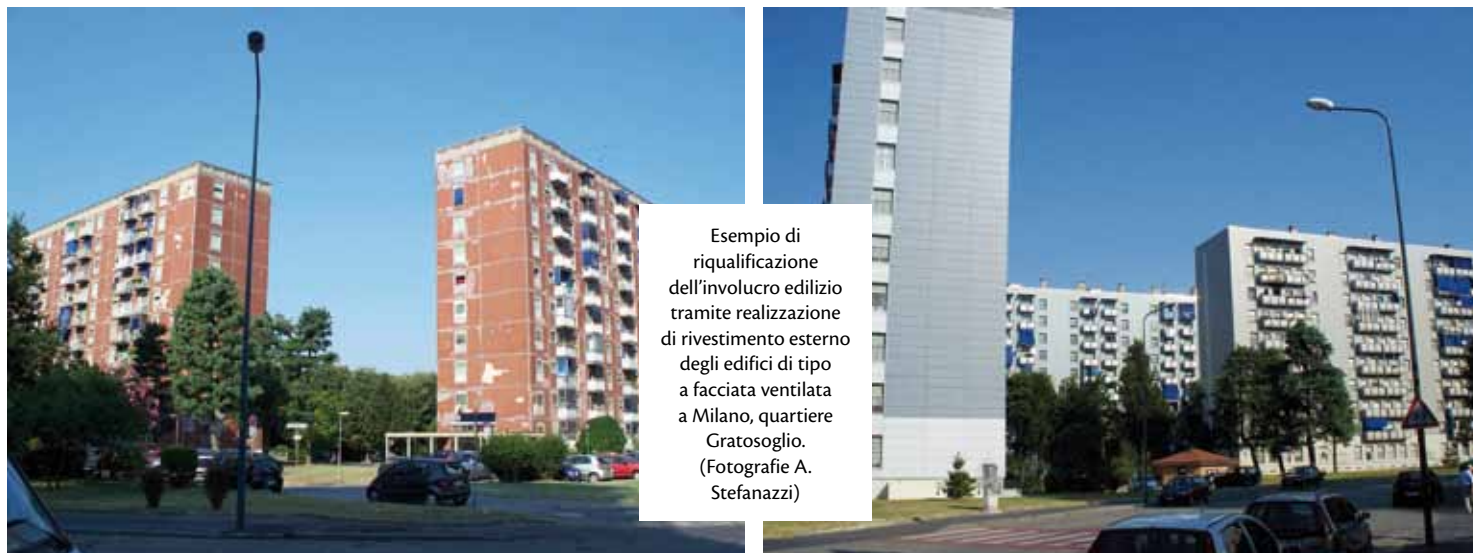 Esempio di
riqualificazione
dell'involucro edilizio
tramite realizzazione
di rivestimento esterno
degli edifici di tipo
a facciata ventilata
a Milano, quartiere
Gratosoglio.
(Fotografie A.
Stefanazzi)